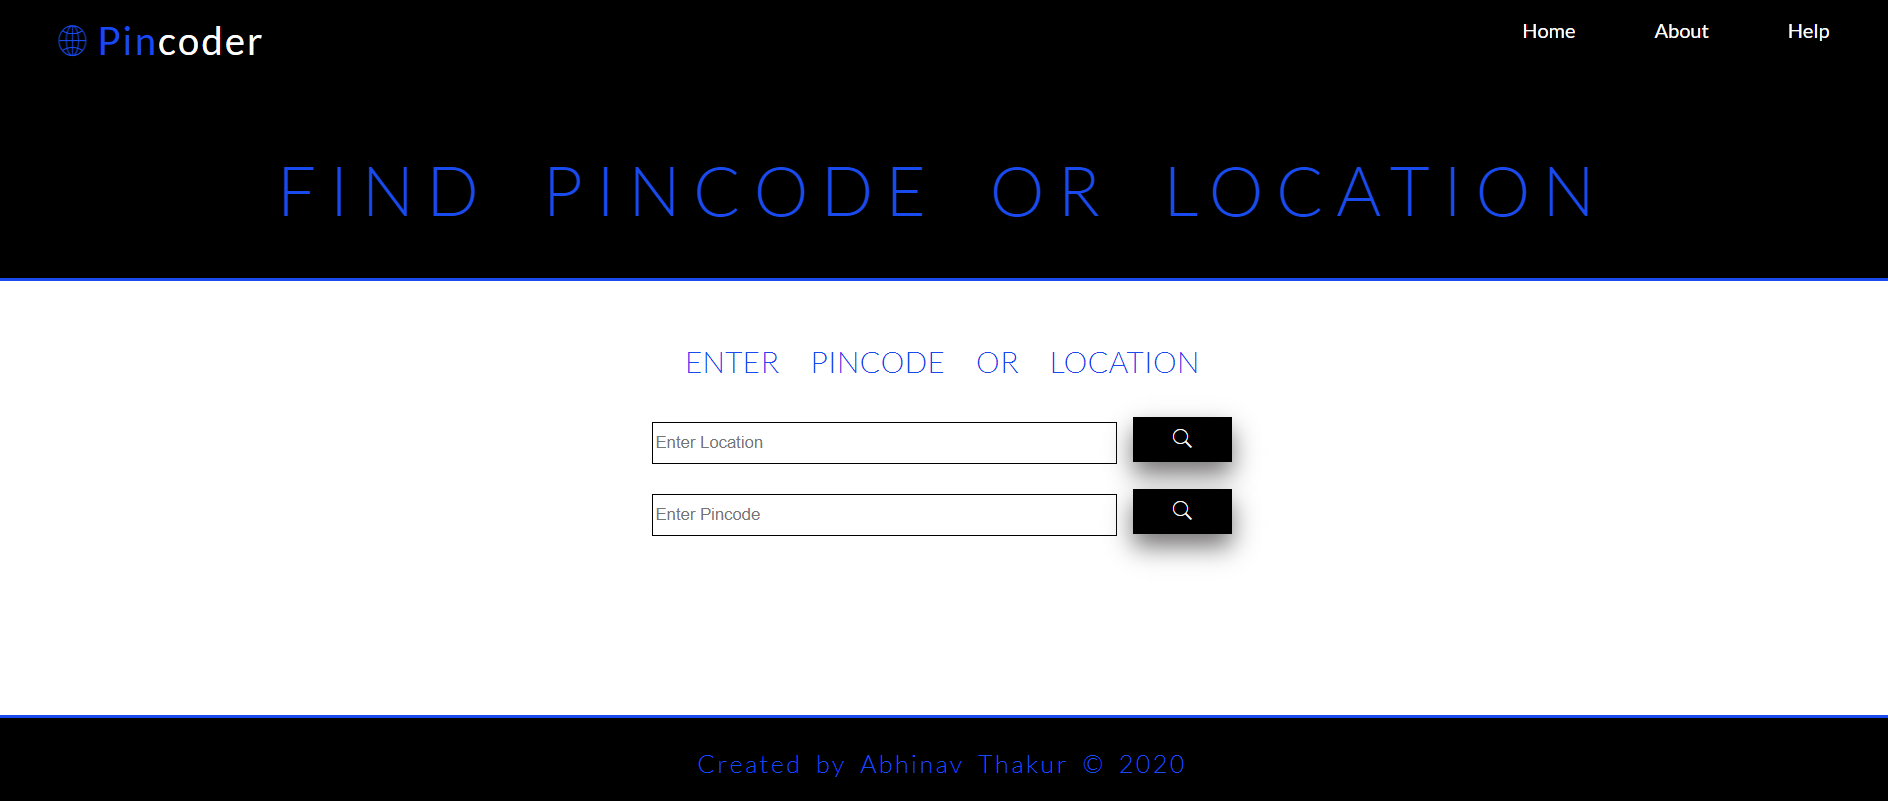 Pincoder Home About Help
FIND PINCODE OR LOCATION
ENTER PINCODE OR LOCATION
Enter Location
Enter Pincode
Created by Abhinav Thakur © 2020